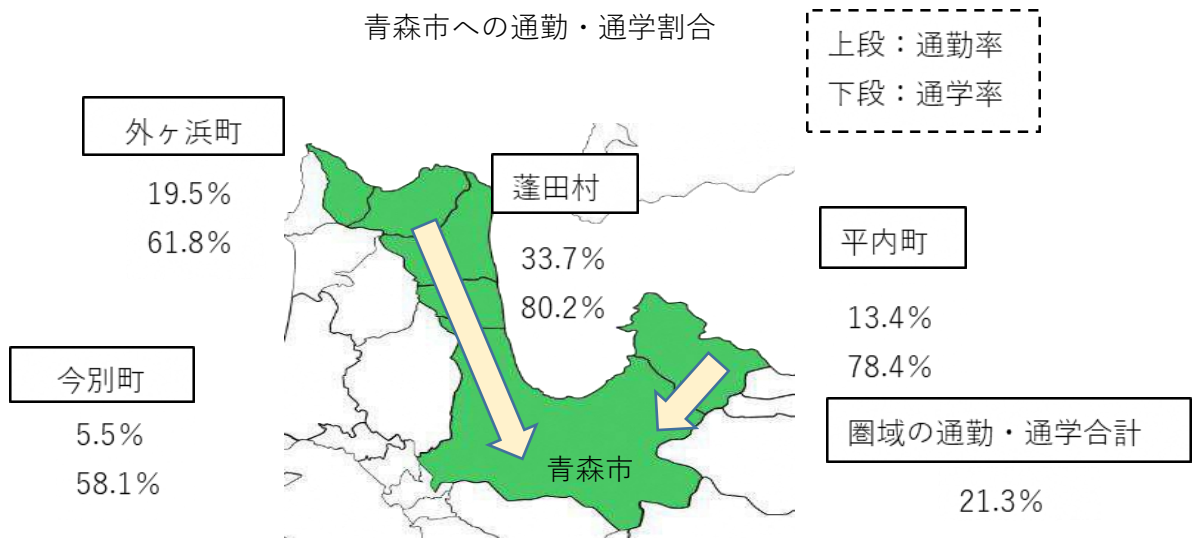 青森市への通勤・通学割合
上段：通勤率
下段：通学率
外ヶ浜町
19.5%
61.8%
蓬田村
33.7%
80.2%
平内町
13.4%
78.4%
今別町
5.5%
58.1%
圏域の通勤・通学合計
21.3%
青森市